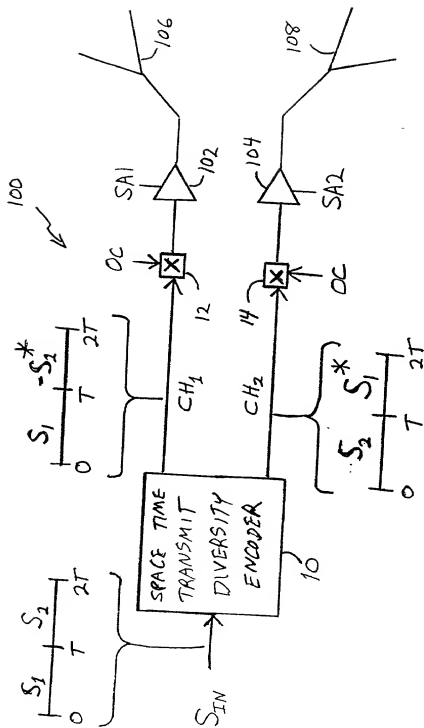 100
106
108
S₁ S₂
0 T 2T
S_IN
SPACE TIME
TRANSMIT
DIVERSITY
ENCODER
10
S₁ -S₂*
0 T 2T
CH₁
OC
X
12
SA1
102
S₂ S₁*
0 T 2T
CH₂
14
X
OC
104
SA2